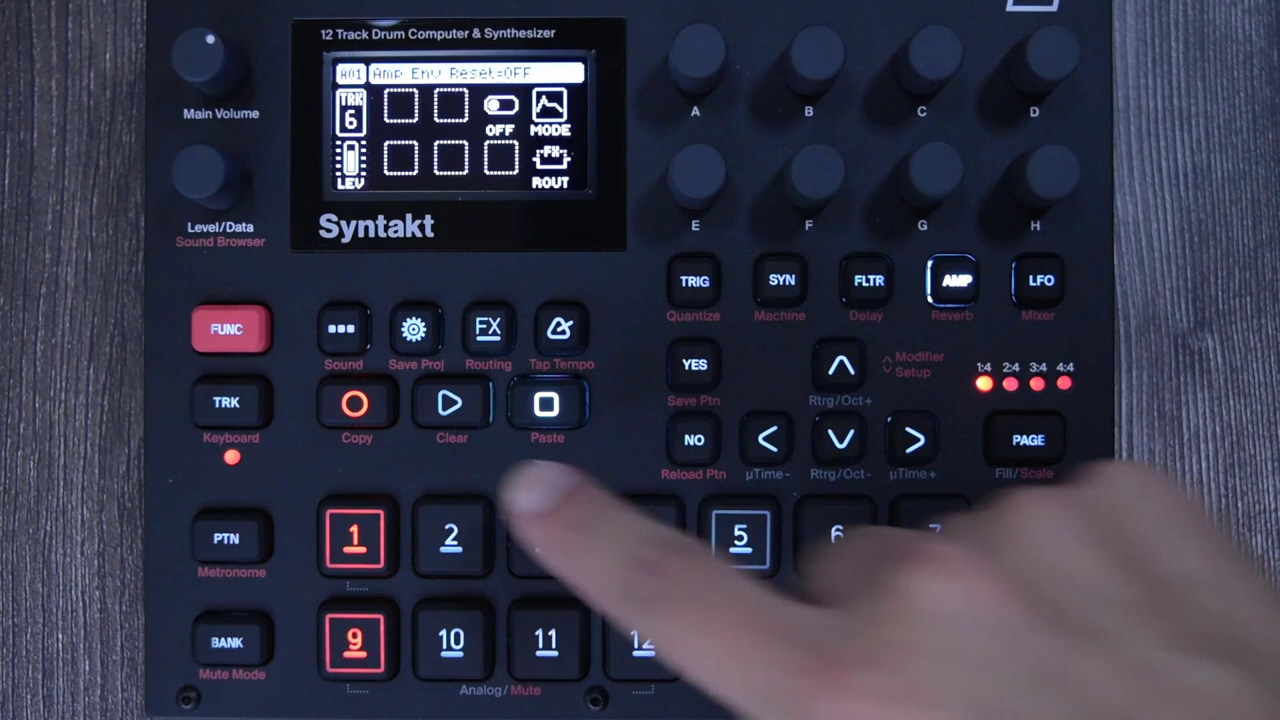 12 Track Drum Computer & Synthesizer
A01 Amp Env Reset=OFF
TRK
6
OFF MODE
FX
LEV ROUT
Syntakt
Main Volume
Level/Data
Sound Browser
A B C D
E F G H
TRIG SYN FLTR AMP LFO
Quantize Machine Delay Reverb Mixer
FUNC FX
Sound Save Proj Routing Tap Tempo
YES
Save Ptn
Rtrg/Oct+
Modifier
Setup
1:4 2:4 3:4 4:4
TRK
Keyboard Copy Clear Paste
NO PAGE
Reload Ptn µTime- Rtrg/Oct- µTime+ Fill/Scale
PTN 1 2 5 6 7
Metronome
BANK 9 10 11 12
Mute Mode
Analog/Mute